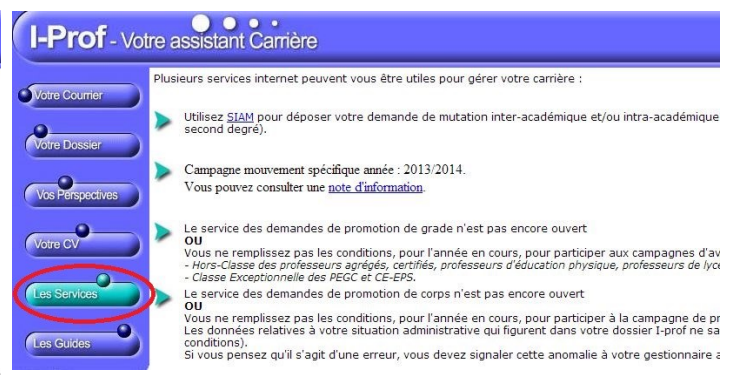 I-Prof - Votre assistant Carrière
Votre Courrier
Votre Dossier
Vos Perspectives
Votre CV
Les Services
Les Guides
Plusieurs services internet peuvent vous être utiles pour gérer votre carrière :
Utilisez SIAM pour déposer votre demande de mutation inter-académique et/ou intra-académique
second degré).
Campagne mouvement spécifique année : 2013/2014.
Vous pouvez consulter une note d'information.
Le service des demandes de promotion de grade n'est pas encore ouvert
OU
Vous ne remplissez pas les conditions, pour l'année en cours, pour participer aux campagnes d'av
- Hors-Classe des professeurs agrégés, certifiés, professeurs d'éducation physique, professeurs de lyce
- Classe Exceptionnelle des PEGC et CE-EPS.
Le service des demandes de promotion de corps n'est pas encore ouvert
OU
Vous ne remplissez pas les conditions, pour l'année en cours, pour participer à la campagne de pr
Les données relatives à votre situation administrative qui figurent dans votre dossier I-prof ne sa
conditions).
Si vous pensez qu'il s'agit d'une erreur, vous devez signaler cette anomalie à votre gestionnaire a